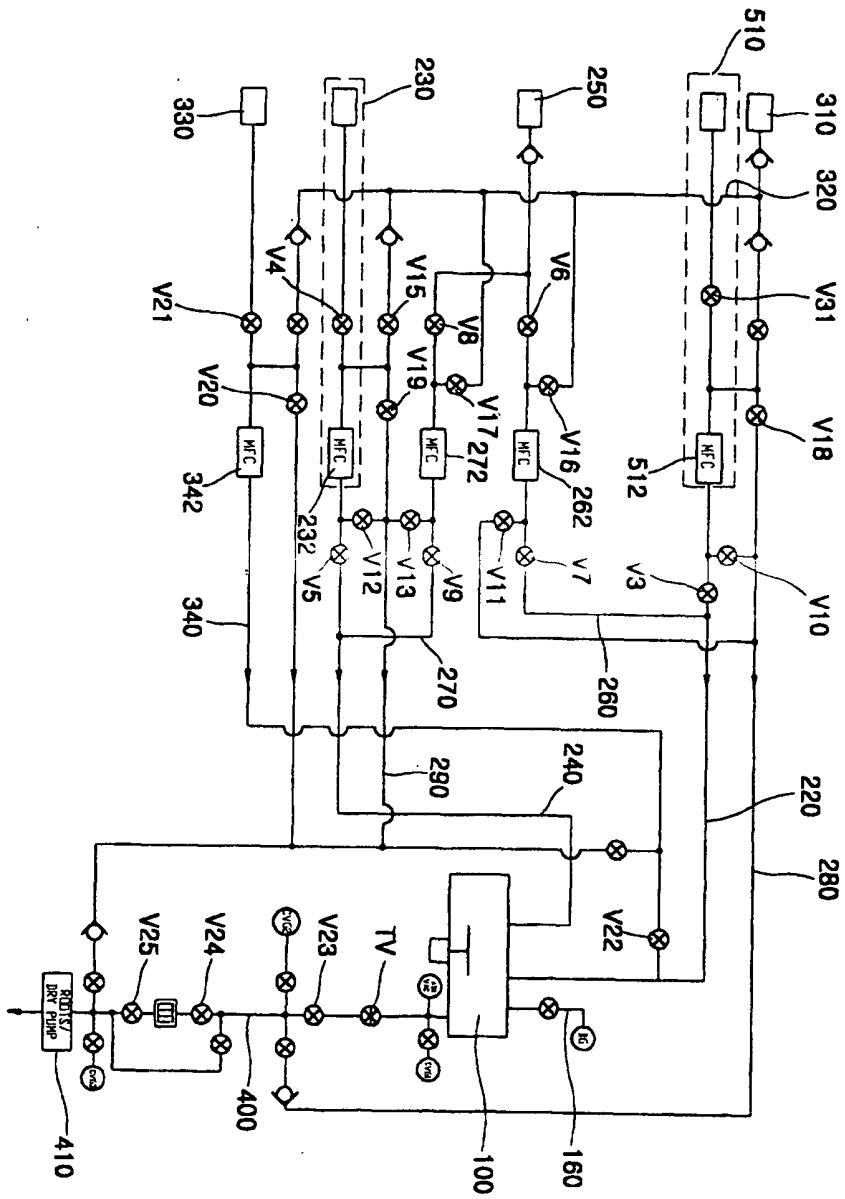 510
310
320
V31
V18
MFC
512
V10
V3
250
V6
V16
262
MFC
V7
V11
260
220
280
V8
V17
272
MFC
V9
V13
270
230
V4
V15
V19
MFC
232
V12
V5
290
240
330
V21
V20
MFC
342
340
V22
100
160
TV
V23
400
V24
V25
ROOTS/
DRY PUMP
410